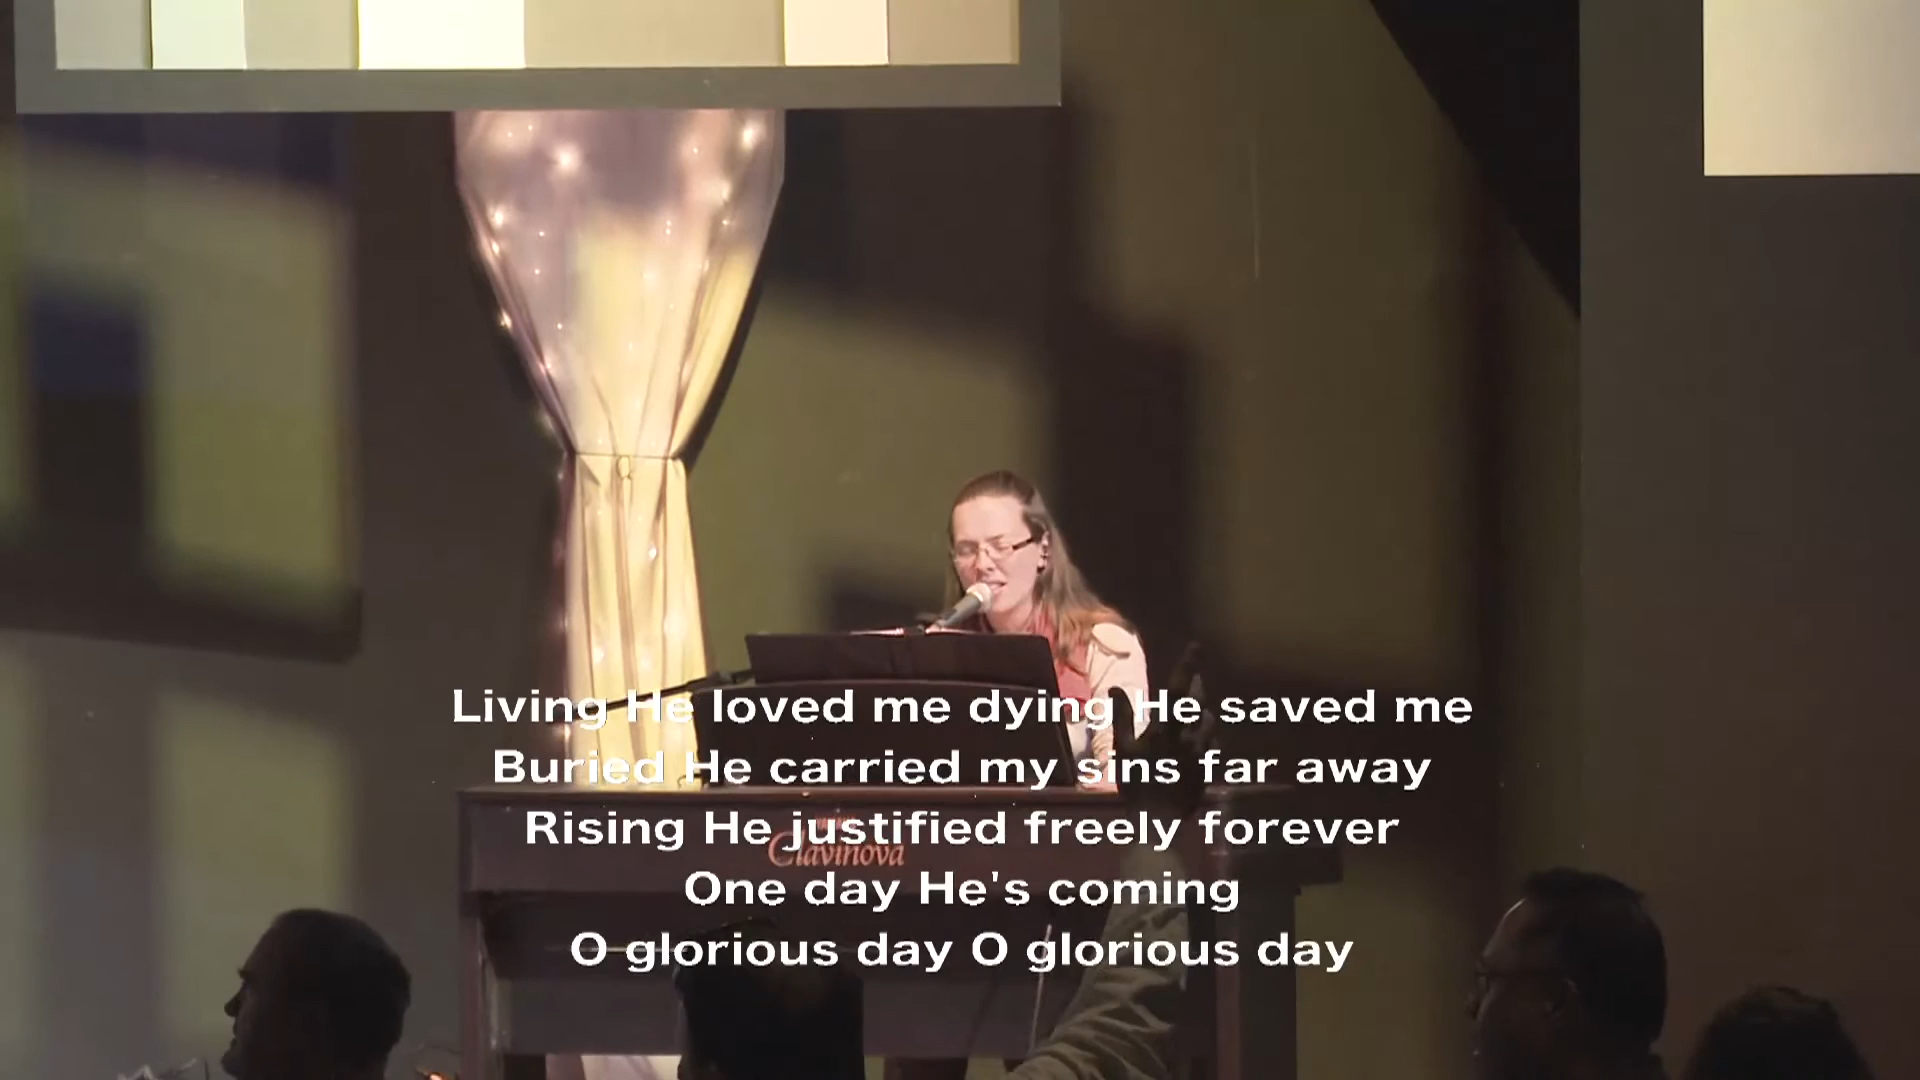 Living He loved me dying He saved me
Buried He carried my sins far away
Rising He justified freely forever
Clavinova
One day He's coming
O glorious day O glorious day